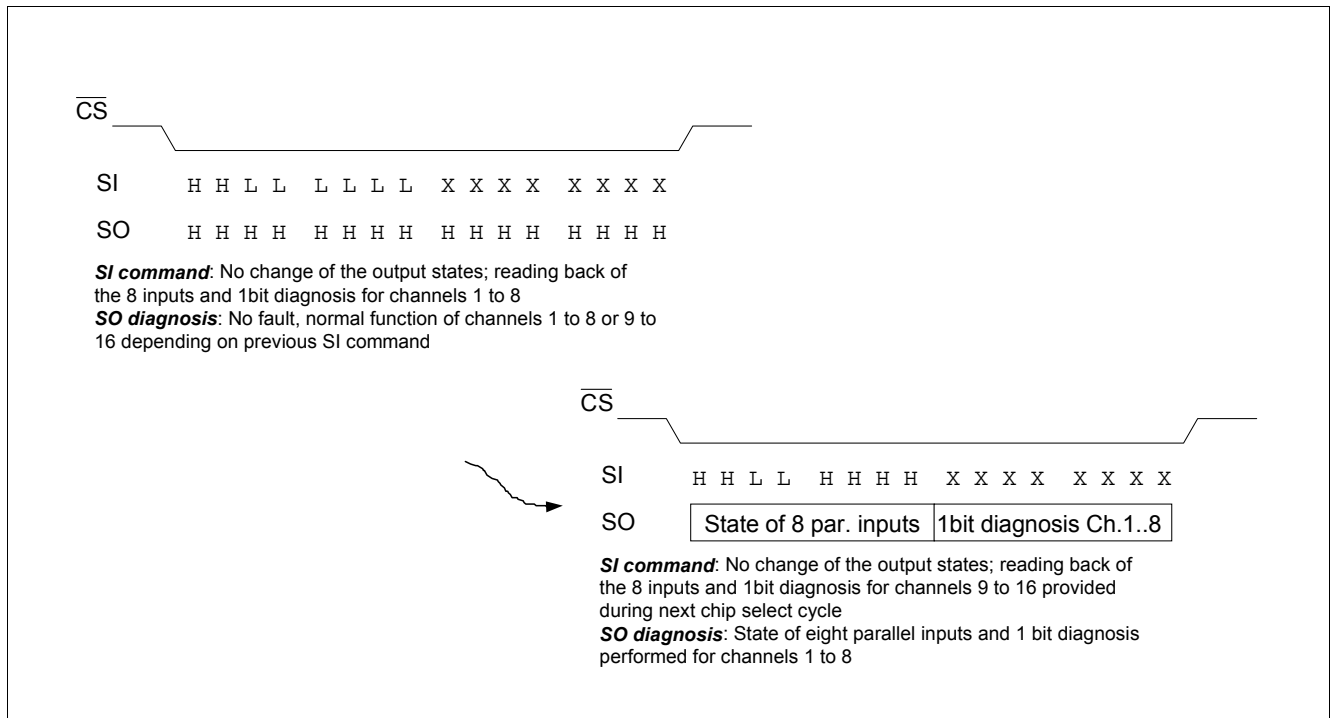 CS
SI H H L L L L L L X X X X X X X X
SO H H H H H H H H H H H H H H H H
SI command: No change of the output states; reading back of
the 8 inputs and 1bit diagnosis for channels 1 to 8
SO diagnosis: No fault, normal function of channels 1 to 8 or 9 to
16 depending on previous SI command
CS
SI H H L L H H H H X X X X X X X X
SO State of 8 par. inputs 1bit diagnosis Ch.1..8
SI command: No change of the output states; reading back of
the 8 inputs and 1bit diagnosis for channels 9 to 16 provided
during next chip select cycle
SO diagnosis: State of eight parallel inputs and 1 bit diagnosis
performed for channels 1 to 8